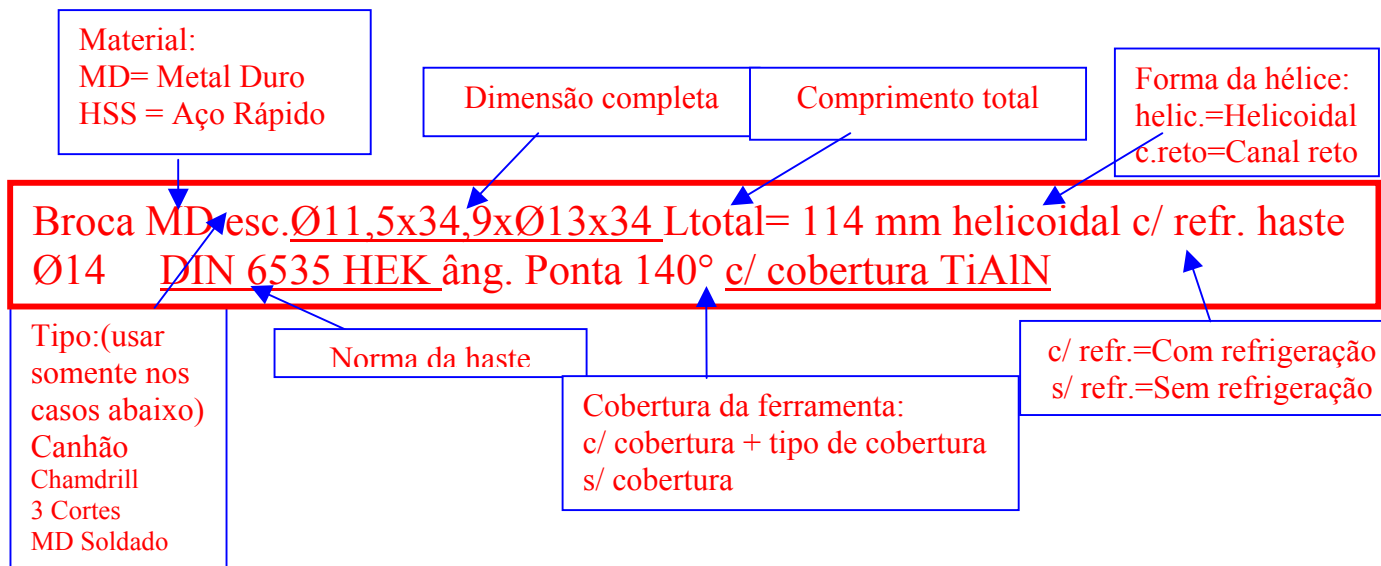 Material:
MD= Metal Duro
HSS = Aço Rápido
Dimensão completa
Comprimento total
Forma da hélice:
helic.=Helicoidal
c.reto=Canal reto
Broca MD esc.Ø11,5x34,9xØ13x34 Ltotal= 114 mm helicoidal c/ refr. haste
Ø14 DIN 6535 HEK âng. Ponta 140° c/ cobertura TiAlN
Tipo:(usar
somente nos
casos abaixo)
Canhão
Chamdrill
3 Cortes
MD Soldado
Norma da haste
Cobertura da ferramenta:
c/ cobertura + tipo de cobertura
s/ cobertura
c/ refr.=Com refrigeração
s/ refr.=Sem refrigeração